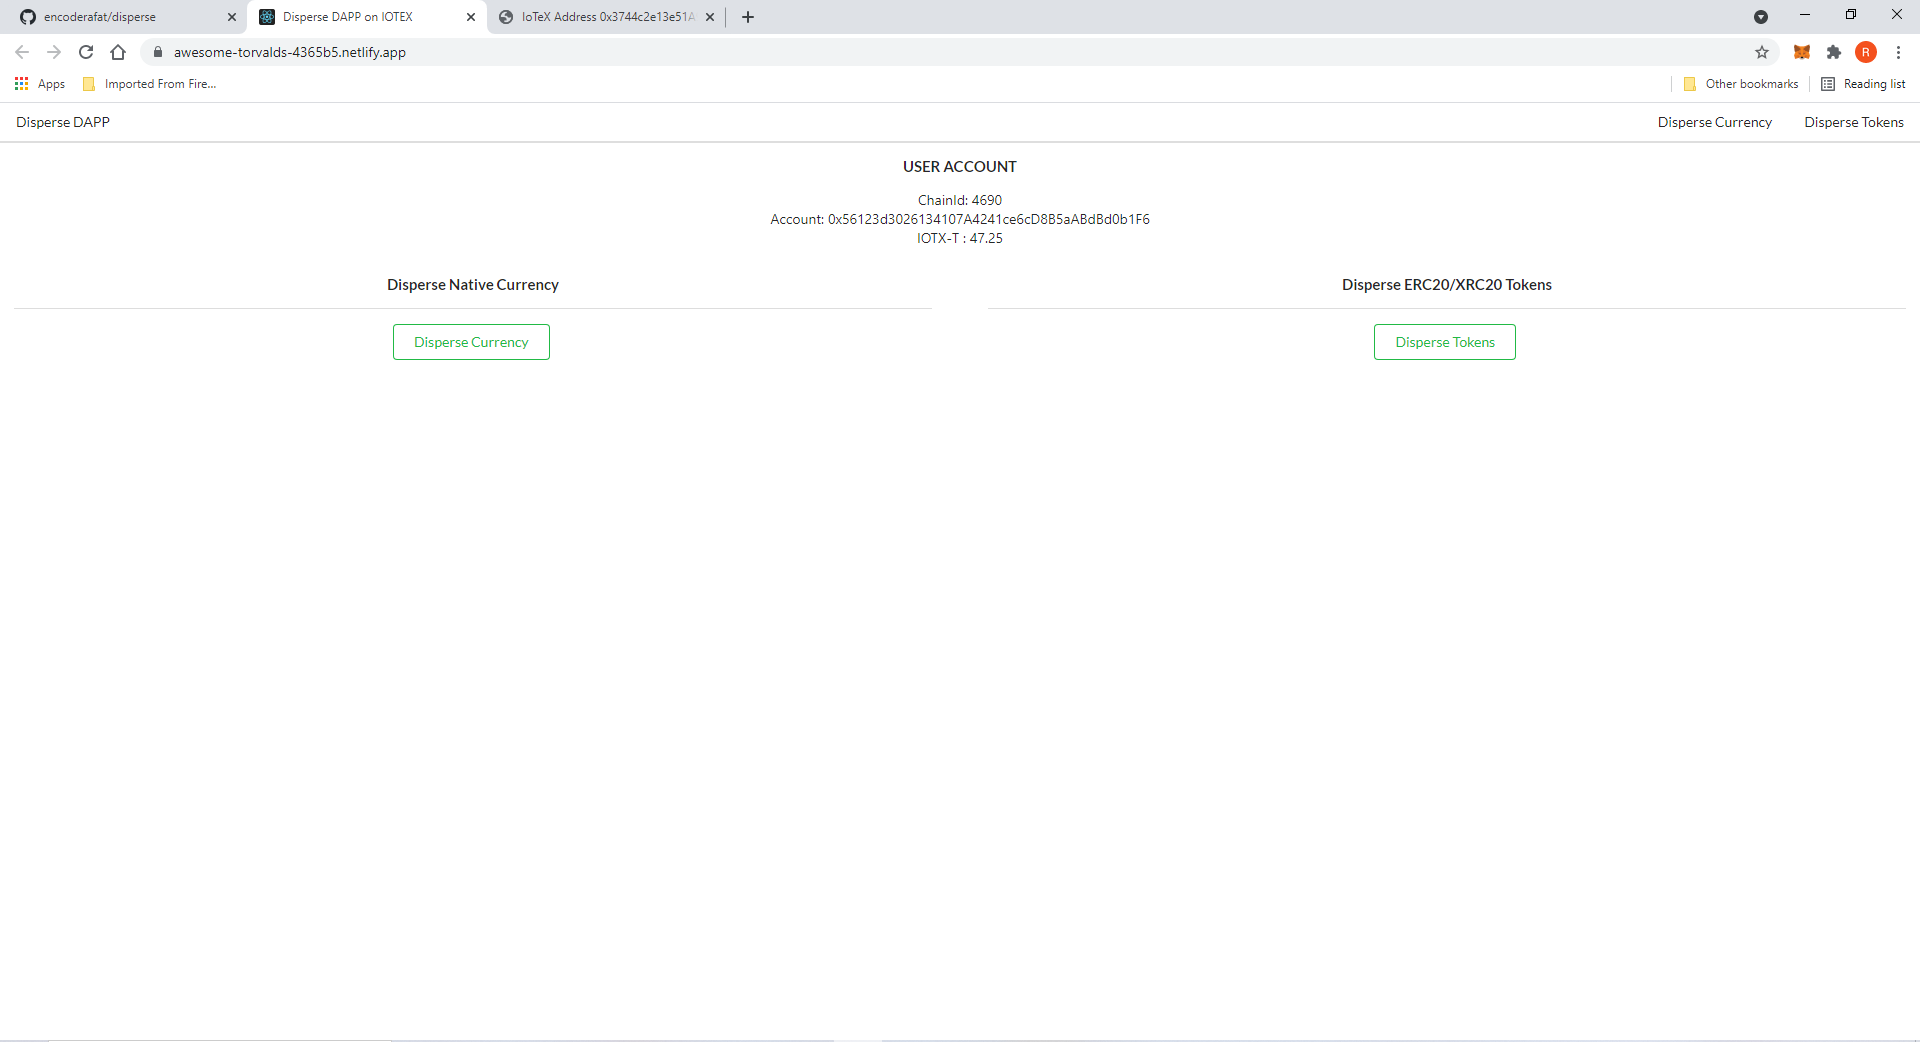 encoderafat/disperse
Disperse DAPP on IOTEX
IoTeX Address 0x3744c2e13e51A
awesome-torvalds-4365b5.netlify.app
R
Apps
Imported From Fire...
Other bookmarks
Reading list
Disperse DAPP
Disperse Currency
Disperse Tokens
USER ACCOUNT
ChainId: 4690
Account: 0x56123d3026134107A4241ce6cD8B5aABdBd0b1F6
IOTX-T : 47.25
Disperse Native Currency
Disperse ERC20/XRC20 Tokens
Disperse Currency
Disperse Tokens